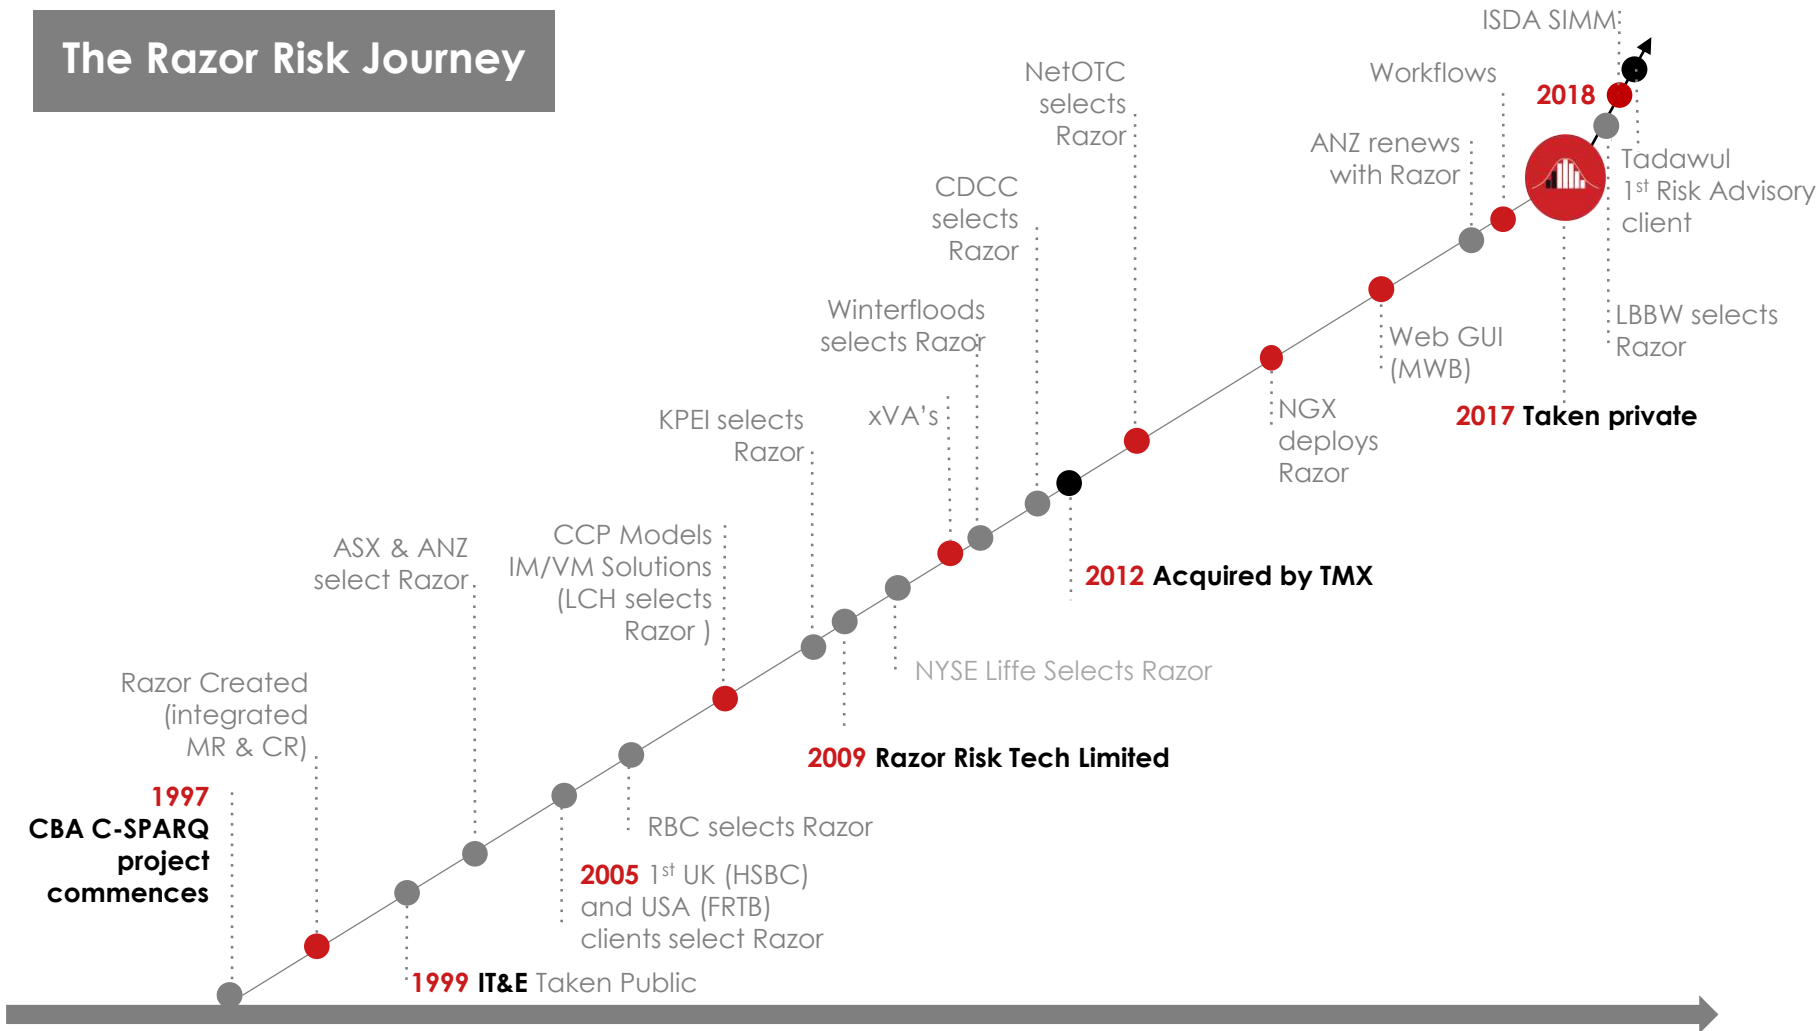 The Razor Risk Journey
1997
CBA C-SPARQ
project
commences
Razor Created
(integrated
MR & CR)
1999 IT&E Taken Public
ASX & ANZ
select Razor
2005 1st UK (HSBC)
and USA (FRTB)
clients select Razor
RBC selects Razor
CCP Models
IM/VM Solutions
(LCH selects
Razor )
KPEI selects
Razor
2009 Razor Risk Tech Limited
NYSE Liffe Selects Razor
xVA's
Winterfloods
selects Razor
CDCC
selects
Razor
2012 Acquired by TMX
NetOTC
selects
Razor
NGX
deploys
Razor
Web GUI
(MWB)
ANZ renews
with Razor
Workflows
2017 Taken private
LBBW selects
Razor
2018
ISDA SIMM
Tadawul
1st Risk Advisory
client